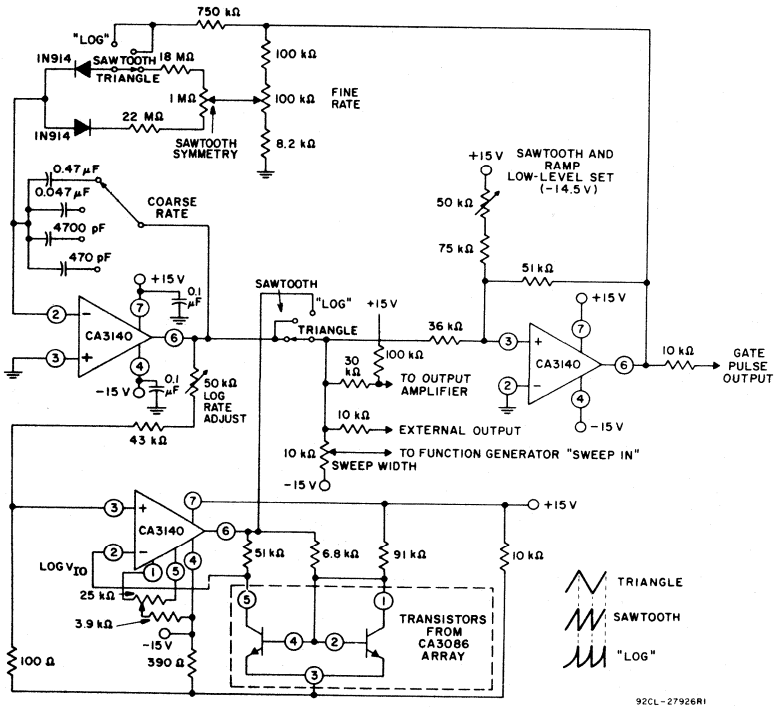 750 kΩ
"LOG"
1N914
SAWTOOTH
TRIANGLE
18 MΩ
100 kΩ
1 MΩ
100 kΩ
FINE
RATE
22 MΩ
1N914
SAWTOOTH
SYMMETRY
8.2 kΩ
0.47 µF
0.047 µF
4700 pF
470 pF
COARSE
RATE
+15 V
SAWTOOTH AND
RAMP
LOW-LEVEL SET
(-14.5V)
50 kΩ
75 kΩ
51 kΩ
+15 V
0.1
µF
7
2
-
CA3140
6
3
+
4
-15 V
0.1
µF
SAWTOOTH
"LOG"
TRIANGLE
+15 V
100 kΩ
30
kΩ
TO OUTPUT
AMPLIFIER
36 kΩ
+15 V
7
3
+
CA3140
6
2
-
4
-15 V
10 kΩ
GATE
PULSE
OUTPUT
50 kΩ
LOG
RATE
ADJUST
43 kΩ
10 kΩ
EXTERNAL OUTPUT
10 kΩ
SWEEP WIDTH
TO FUNCTION GENERATOR "SWEEP IN"
-15 V
7
+15 V
3
+
CA3140
6
2
-
1
5
4
LOG VIO
25 kΩ
3.9 kΩ
-15 V
390 Ω
100 Ω
51 kΩ
6.8 kΩ
91 kΩ
10 kΩ
5
1
4
2
3
TRANSISTORS
FROM
CA3086
ARRAY
TRIANGLE
SAWTOOTH
"LOG"
92CL-27926R1